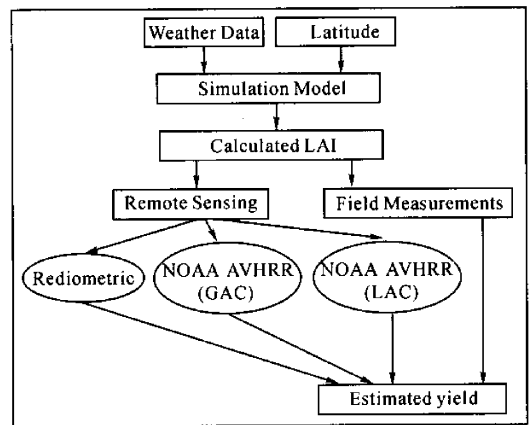 Weather Data
Latitude
Simulation Model
Calculated LAI
Remote Sensing
Field Measurements
Rediometric
NOAA AVHRR
(GAC)
NOAA AVHRR
(LAC)
Estimated yield